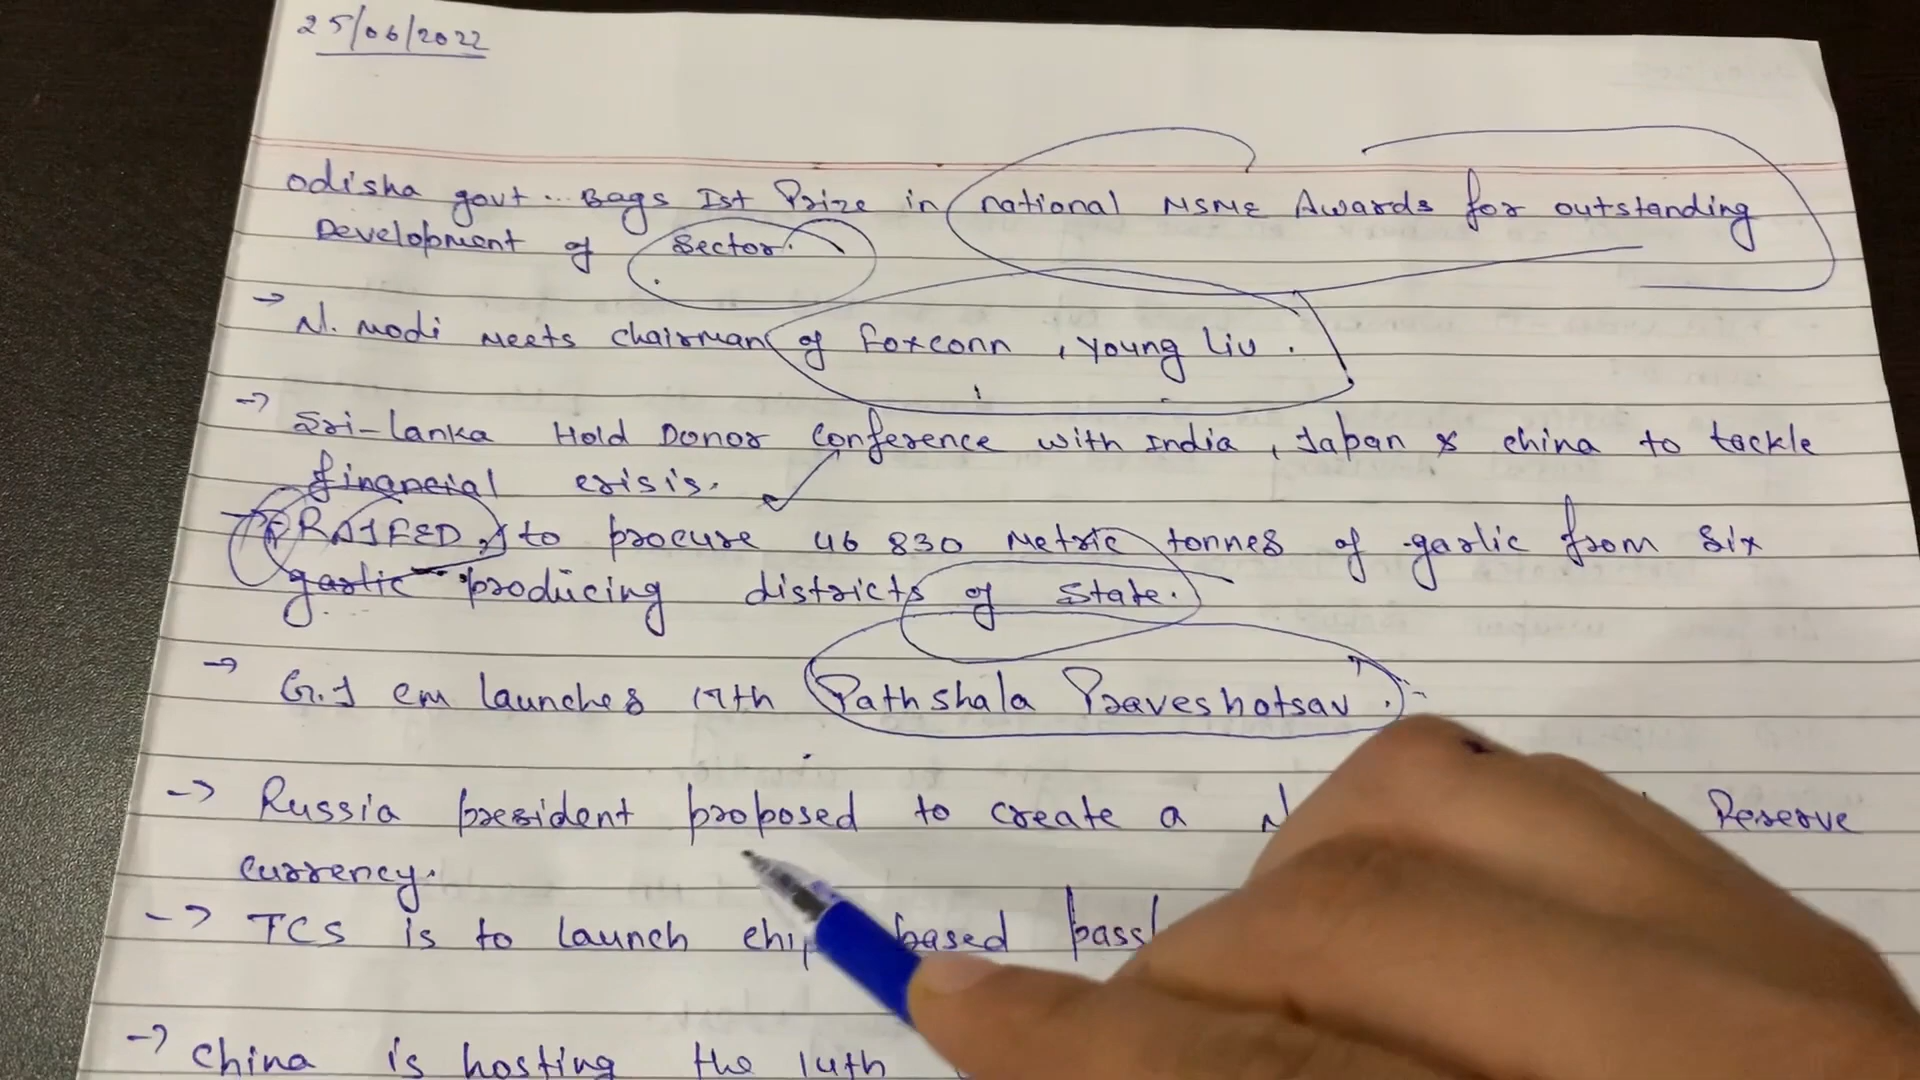 25/06/2022
odisha govt... Bags Ist Prize in national MSME Awards for outstanding
Development of Sector.
→ N. modi meets chairman of Foxconn, Young Liu.
→ Sri-lanka Hold Donor Conference with India, Japan & china to tackle
financial crisis.
→ RAJFED to procure 46 830 Metric tonnes of garlic from six
garlic producing districts of State.
→ G.J cm launches 17th Pathshala Praveshotsav.
→ Russia president proposed to create a Reserve
currency.
→ TCS is to launch based
→ China is hosting the 14th